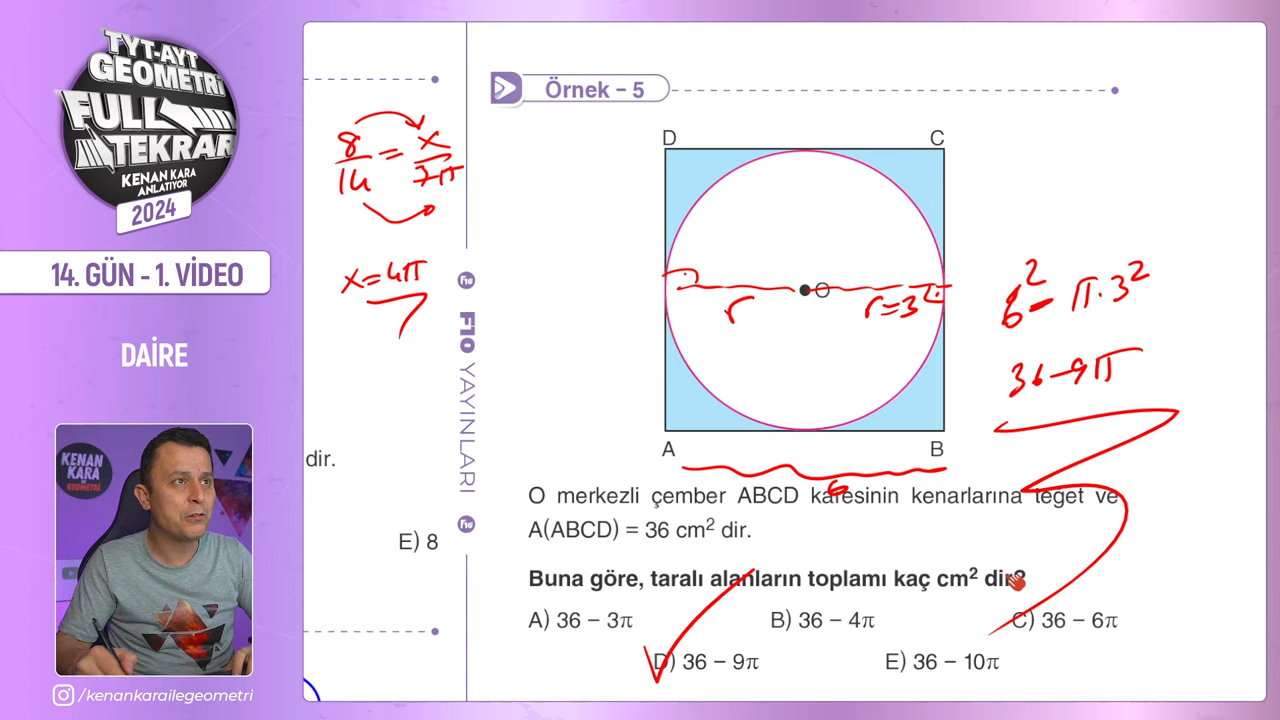 TYT-AYT
GEOMETRİ
FULL
TEKRAR
KENAN KARA
ANLATIYOR
2024
14. GÜN - 1. VİDEO
DAİRE
KENAN
KARA
ile
GEOMETRİ
/kenankarailegeometri
8/14 = x/7π
x=4π
dir.
E) 8
F10 YAYINLARI
Örnek – 5
D C
r O r=3
A B
6
6² - π·3²
36-9π
O merkezli çember ABCD karesinin kenarlarına teğet ve
A(ABCD) = 36 cm² dir.
Buna göre, taralı alanların toplamı kaç cm² dir?
A) 36 – 3π B) 36 – 4π C) 36 – 6π
D) 36 – 9π E) 36 – 10π